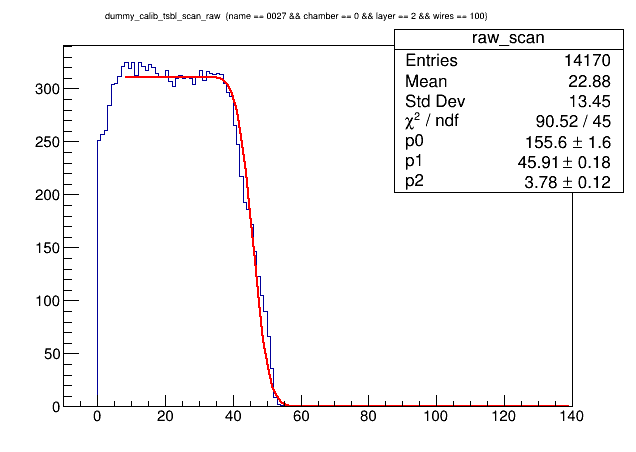 dummy_calib_tsbl_scan_raw (name == 0027 && chamber == 0 && layer == 2 && wires == 100)
raw_scan
Entries 14170
Mean 22.88
Std Dev 13.45
χ² / ndf 90.52 / 45
p0 155.6 ± 1.6
p1 45.91 ± 0.18
p2 3.78 ± 0.12
300
250
200
150
100
50
0
0 20 40 60 80 100 120 140